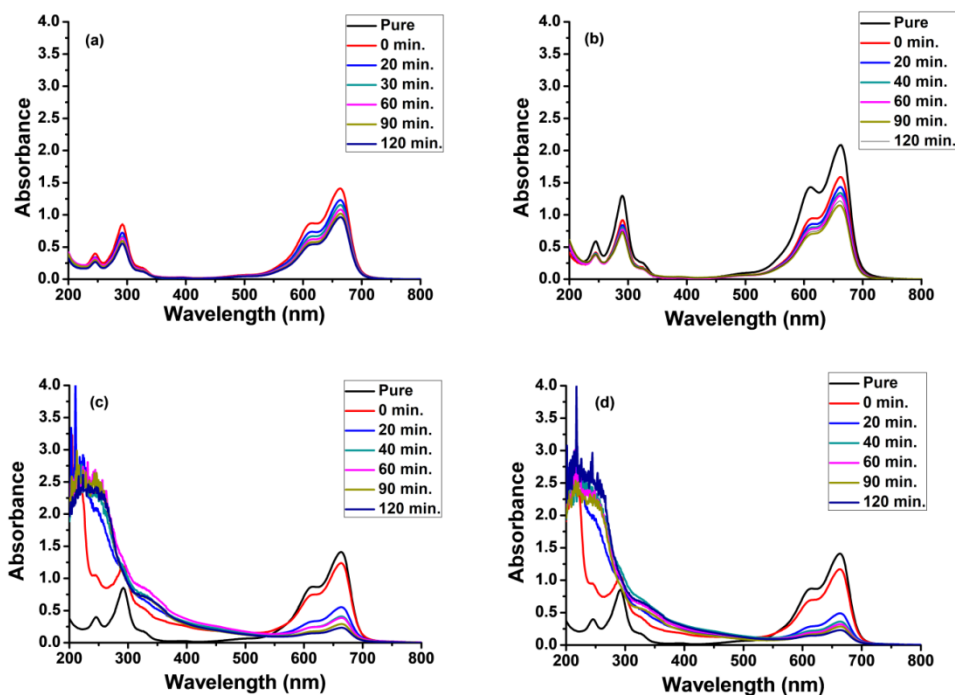 (a)
Pure
0 min.
20 min.
30 min.
60 min.
90 min.
120 min.
Absorbance
4.0
3.5
3.0
2.5
2.0
1.5
1.0
0.5
0.0
200 300 400 500 600 700 800
Wavelength (nm)
(b)
Pure
0 min.
20 min.
40 min.
60 min.
90 min.
120 min.
Absorbance
4.0
3.5
3.0
2.5
2.0
1.5
1.0
0.5
0.0
200 300 400 500 600 700 800
Wavelength (nm)
(c)
Pure
0 min.
20 min.
40 min.
60 min.
90 min.
120 min.
Absorbance
4.0
3.5
3.0
2.5
2.0
1.5
1.0
0.5
0.0
200 300 400 500 600 700 800
Wavelength (nm)
(d)
Pure
0 min.
20 min.
40 min.
60 min.
90 min.
120 min.
Absorbance
4.0
3.5
3.0
2.5
2.0
1.5
1.0
0.5
0.0
200 300 400 500 600 700 800
Wavelength (nm)